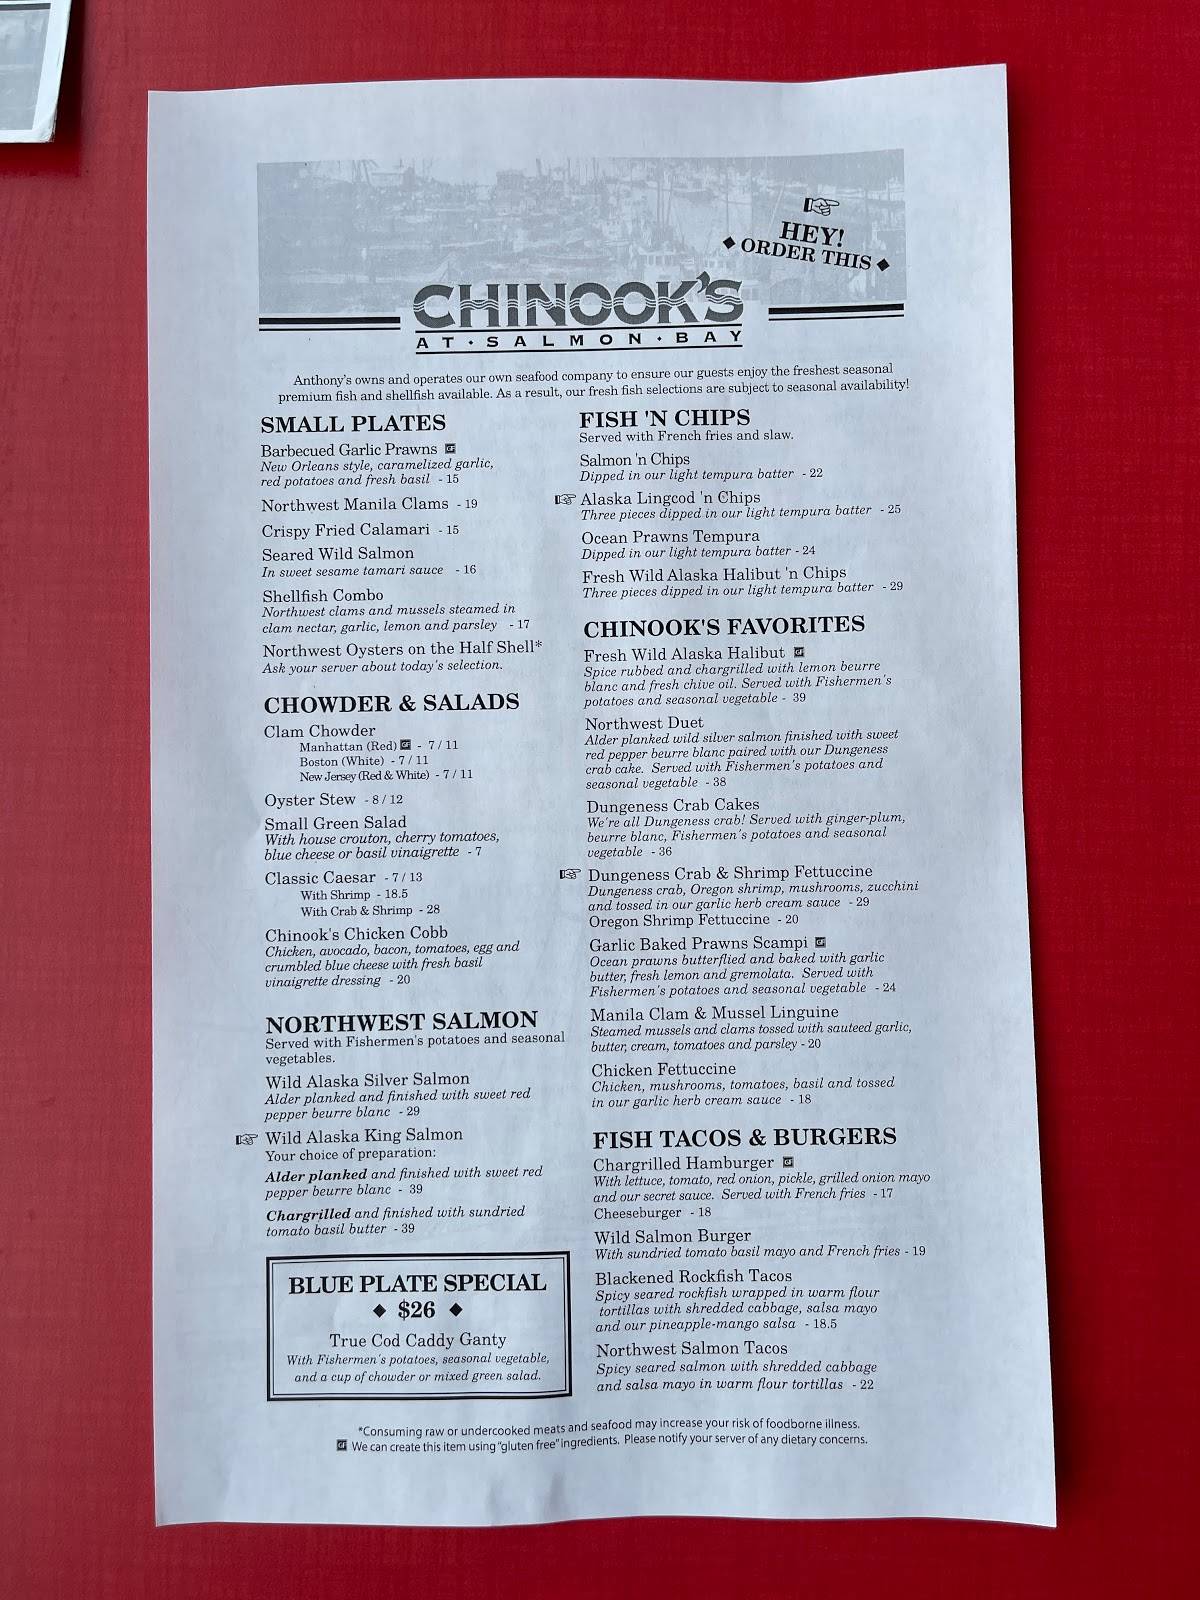 HEY!
◆ ORDER THIS ◆
CHINOOK'S
AT · SALMON · BAY
Anthony's owns and operates our own seafood company to ensure our guests enjoy the freshest seasonal
premium fish and shellfish available. As a result, our fresh fish selections are subject to seasonal availability!
SMALL PLATES
Barbecued Garlic Prawns GF
New Orleans style, caramelized garlic,
red potatoes and fresh basil - 15
Northwest Manila Clams - 19
Crispy Fried Calamari - 15
Seared Wild Salmon
In sweet sesame tamari sauce - 16
Shellfish Combo
Northwest clams and mussels steamed in
clam nectar, garlic, lemon and parsley - 17
Northwest Oysters on the Half Shell*
Ask your server about today's selection.
CHOWDER & SALADS
Clam Chowder
Manhattan (Red) GF - 7 / 11
Boston (White) - 7 / 11
New Jersey (Red & White) - 7 / 11
Oyster Stew - 8 / 12
Small Green Salad
With house crouton, cherry tomatoes,
blue cheese or basil vinaigrette - 7
Classic Caesar - 7 / 13
With Shrimp - 18.5
With Crab & Shrimp - 28
Chinook's Chicken Cobb
Chicken, avocado, bacon, tomatoes, egg and
crumbled blue cheese with fresh basil
vinaigrette dressing - 20
NORTHWEST SALMON
Served with Fishermen's potatoes and seasonal
vegetables.
Wild Alaska Silver Salmon
Alder planked and finished with sweet red
pepper beurre blanc - 29
Wild Alaska King Salmon
Your choice of preparation:
Alder planked and finished with sweet red
pepper beurre blanc - 39
Chargrilled and finished with sundried
tomato basil butter - 39
BLUE PLATE SPECIAL
◆ $26 ◆
True Cod Caddy Ganty
With Fishermen's potatoes, seasonal vegetable,
and a cup of chowder or mixed green salad.
FISH 'N CHIPS
Served with French fries and slaw.
Salmon 'n Chips
Dipped in our light tempura batter - 22
Alaska Lingcod 'n Chips
Three pieces dipped in our light tempura batter - 25
Ocean Prawns Tempura
Dipped in our light tempura batter - 24
Fresh Wild Alaska Halibut 'n Chips
Three pieces dipped in our light tempura batter - 29
CHINOOK'S FAVORITES
Fresh Wild Alaska Halibut GF
Spice rubbed and chargrilled with lemon beurre
blanc and fresh chive oil. Served with Fishermen's
potatoes and seasonal vegetable - 39
Northwest Duet
Alder planked wild silver salmon finished with sweet
red pepper beurre blanc paired with our Dungeness
crab cake. Served with Fishermen's potatoes and
seasonal vegetable - 38
Dungeness Crab Cakes
We're all Dungeness crab! Served with ginger-plum,
beurre blanc, Fishermen's potatoes and seasonal
vegetable - 36
Dungeness Crab & Shrimp Fettuccine
Dungeness crab, Oregon shrimp, mushrooms, zucchini
and tossed in our garlic herb cream sauce - 29
Oregon Shrimp Fettuccine - 20
Garlic Baked Prawns Scampi GF
Ocean prawns butterflied and baked with garlic
butter, fresh lemon and gremolata. Served with
Fishermen's potatoes and seasonal vegetable - 24
Manila Clam & Mussel Linguine
Steamed mussels and clams tossed with sauteed garlic,
butter, cream, tomatoes and parsley - 20
Chicken Fettuccine
Chicken, mushrooms, tomatoes, basil and tossed
in our garlic herb cream sauce - 18
FISH TACOS & BURGERS
Chargrilled Hamburger GF
With lettuce, tomato, red onion, pickle, grilled onion mayo
and our secret sauce. Served with French fries - 17
Cheeseburger - 18
Wild Salmon Burger
With sundried tomato basil mayo and French fries - 19
Blackened Rockfish Tacos
Spicy seared rockfish wrapped in warm flour
tortillas with shredded cabbage, salsa mayo
and our pineapple-mango salsa - 18.5
Northwest Salmon Tacos
Spicy seared salmon with shredded cabbage
and salsa mayo in warm flour tortillas - 22
*Consuming raw or undercooked meats and seafood may increase your risk of foodborne illness.
GF We can create this item using "gluten free" ingredients. Please notify your server of any dietary concerns.